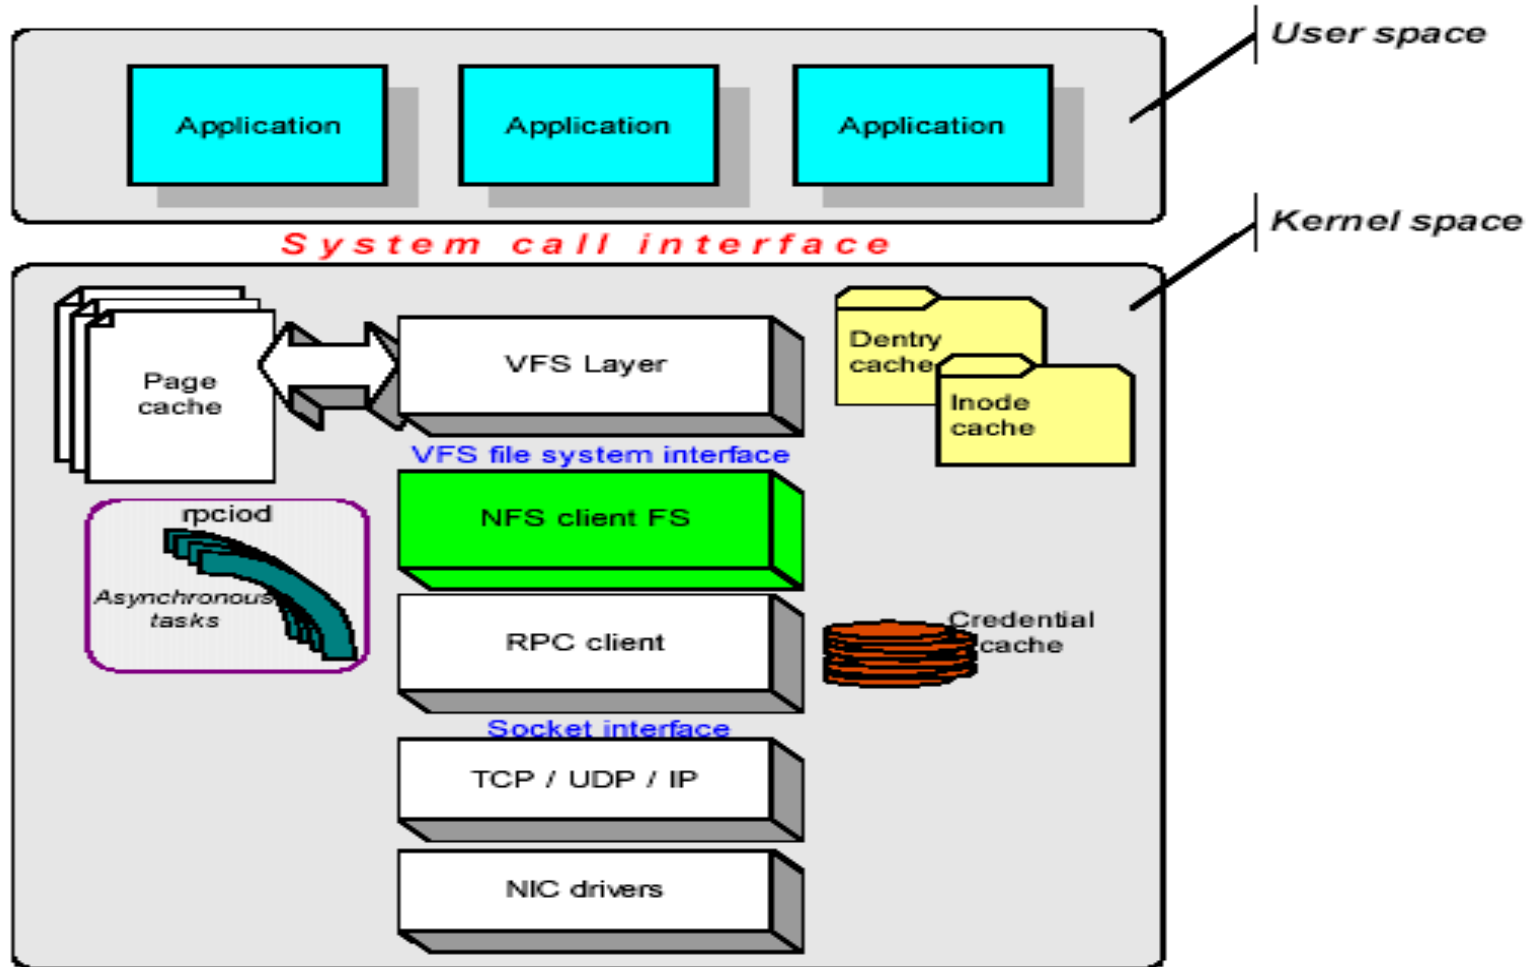 User space
Application
Application
Application
Kernel space
System call interface
Page
cache
VFS Layer
Dentry
cache
Inode
cache
VFS file system interface
rpciod
Asynchronous
tasks
NFS client FS
RPC client
Credential
cache
Socket interface
TCP / UDP / IP
NIC drivers